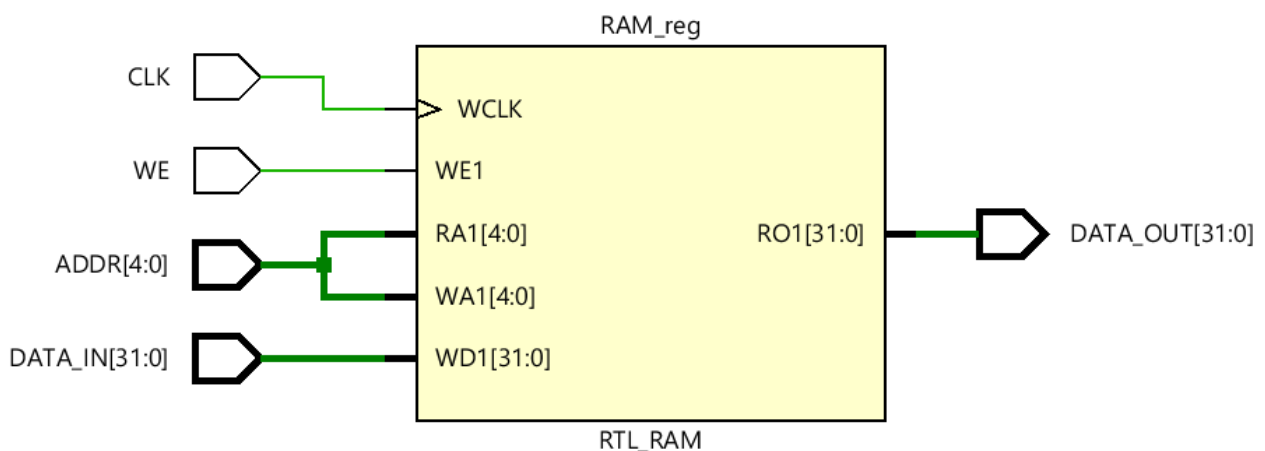 RAM_reg
CLK
WCLK
WE
WE1
RA1[4:0]
RO1[31:0]
DATA_OUT[31:0]
ADDR[4:0]
WA1[4:0]
DATA_IN[31:0]
WD1[31:0]
RTL_RAM